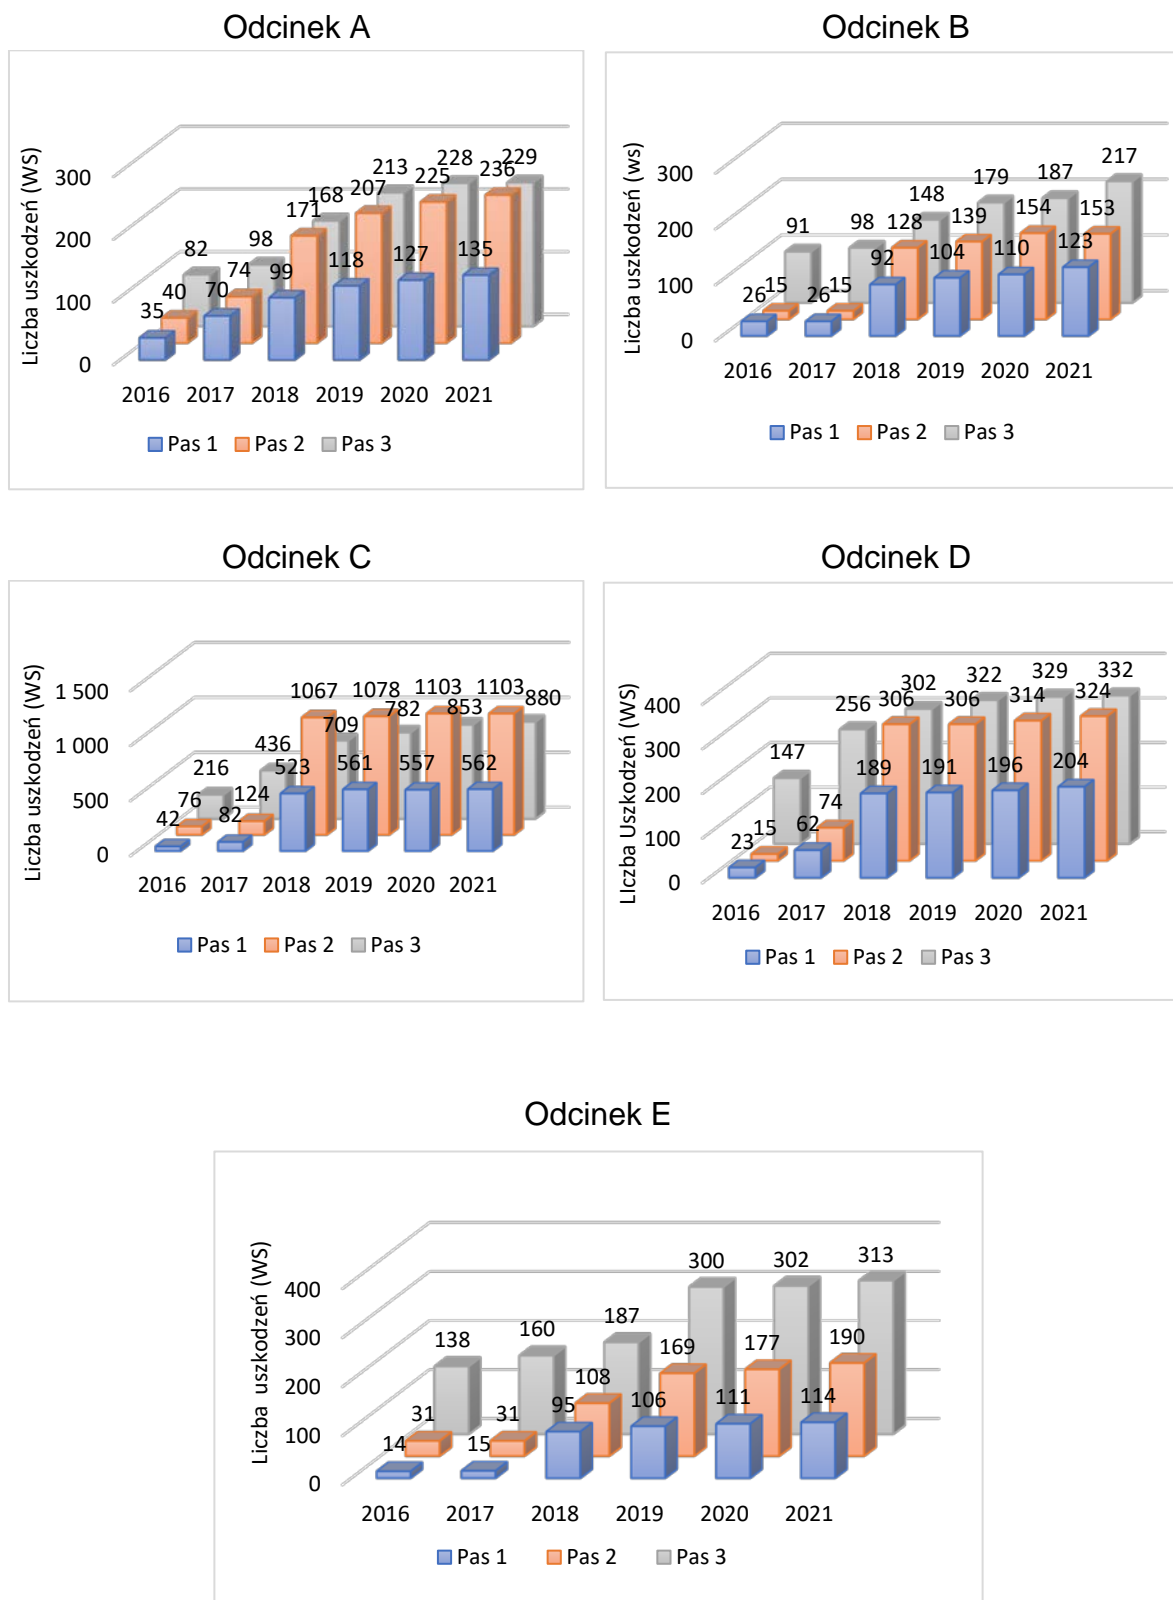 Odcinek A
Liczba uszkodzeń (WS)
300
200
100
0
35 70 99 118 127 135
40 74 171 207 225 236
82 98 168 213 228 229
2016 2017 2018 2019 2020 2021
Pas 1 Pas 2 Pas 3
Odcinek B
Liczba uszkodzeń (ws)
300
200
100
0
26 26 92 104 110 123
15 15 128 139 154 153
91 98 148 179 187 217
2016 2017 2018 2019 2020 2021
Pas 1 Pas 2 Pas 3
Odcinek C
Liczba uszkodzeń (WS)
1 500
1 000
500
0
42 82 523 561 557 562
76 124 1067 1078 1103 1103
216 436 709 782 853 880
2016 2017 2018 2019 2020 2021
Pas 1 Pas 2 Pas 3
Odcinek D
LIczba Uszkodzeń (WS)
400
300
200
100
0
23 62 189 191 196 204
15 74 306 306 314 324
147 256 302 322 329 332
2016 2017 2018 2019 2020 2021
Pas 1 Pas 2 Pas 3
Odcinek E
Liczba uszkodzeń (WS)
400
300
200
100
0
14 15 95 106 111 114
31 31 108 169 177 190
138 160 187 300 302 313
2016 2017 2018 2019 2020 2021
Pas 1 Pas 2 Pas 3